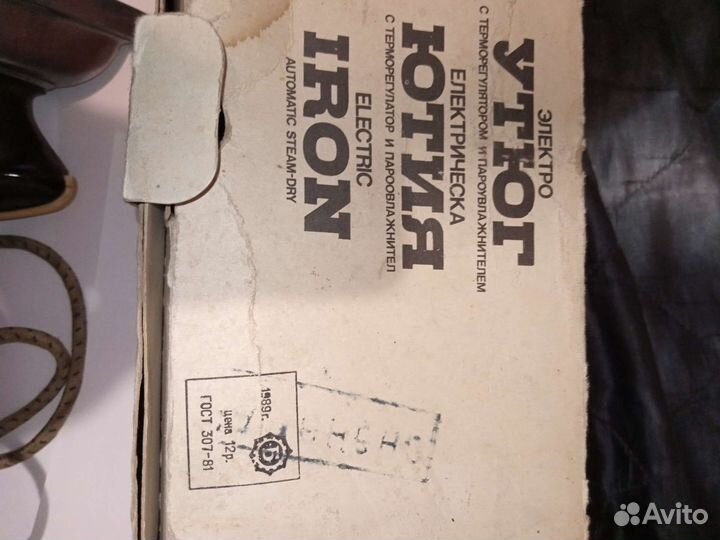 ЭЛЕКТРО
УТЮГ
С ТЕРМОРЕГУЛЯТОРОМ И ПАРОУВЛАЖНИТЕЛЕМ
ЕЛЕКТРИЧЕСКА
ЮТИЯ
С ТЕРМОРЕГУЛАТОР И ПАРООВЛАЖНИТЕЛ
ELECTRIC
IRON
AUTOMATIC STEAM-DRY
1989г.
цена 12р.
ГОСТ 307-81
Avito